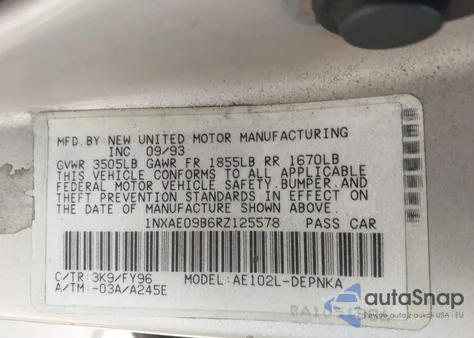 MFD.BY NEW UNITED MOTOR MANUFACTURING
INC 09/93
GVWR 3505LB GAWR FR 1855LB RR 1670LB
THIS VEHICLE CONFORMS TO ALL APPLICABLE
FEDERAL MOTOR VEHICLE SAFETY.BUMPER.AND
THEFT PREVENTION STANDARDS IN EFFECT ON
THE DATE OF MANUFACTURE SHOWN ABOVE.
1NXAE09B6RZ125578 PASS CAR
C/TR:3K9/FY96 MODEL:AE102L-DEPNKA
A/TM:-03A/A245E
autoSnap